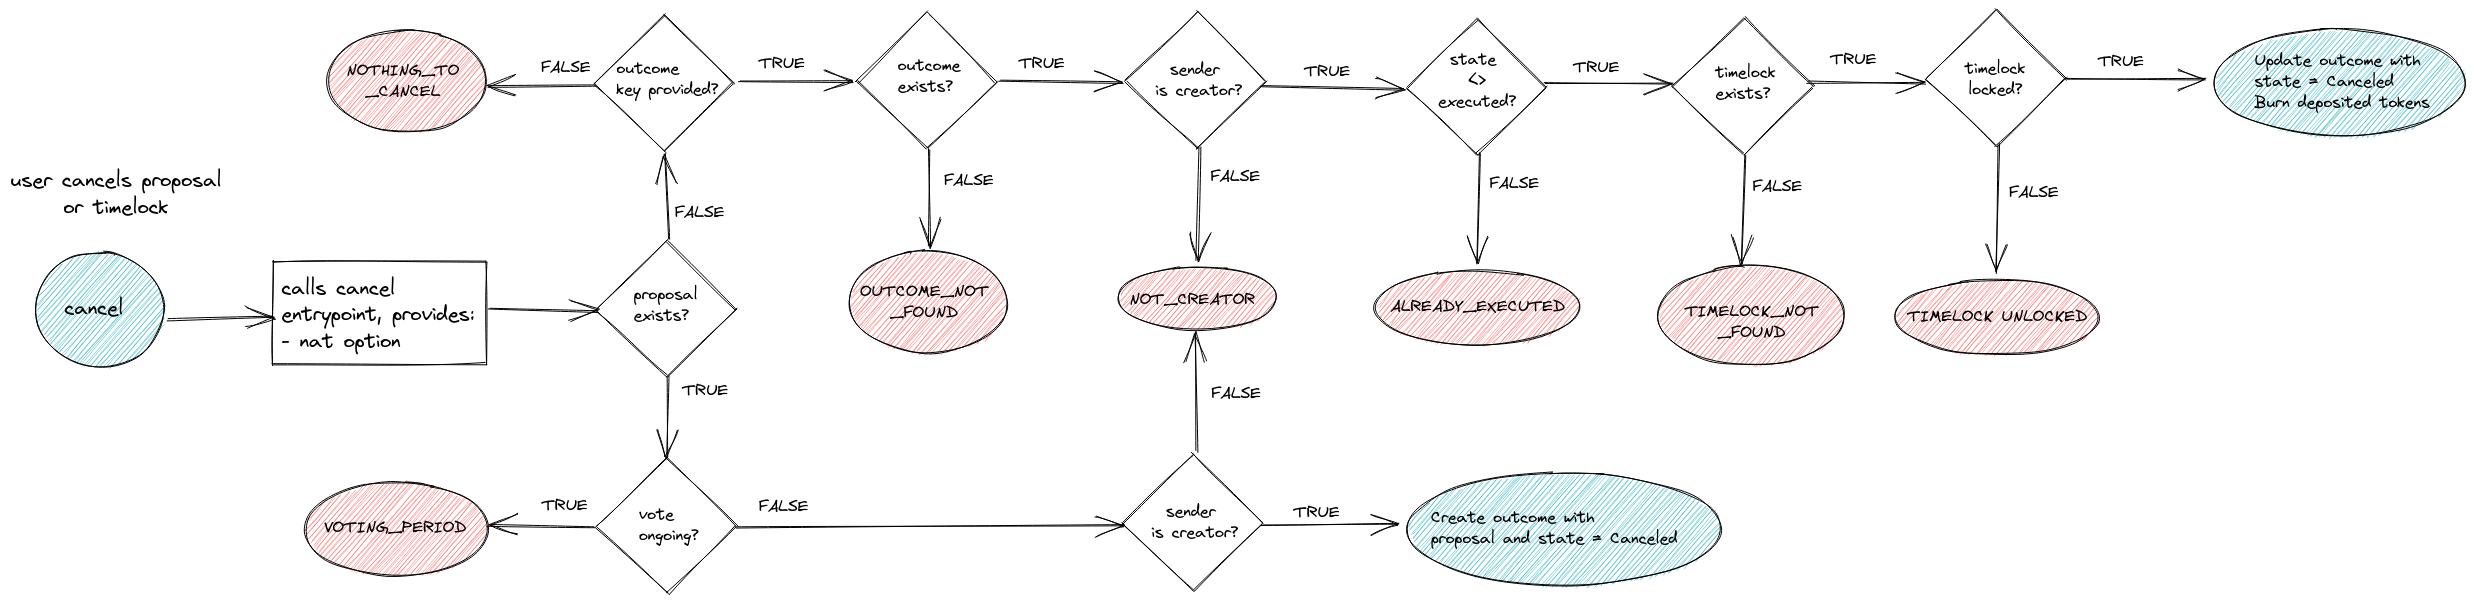 NOTHING_TO
_CANCEL
FALSE
outcome
key provided?
TRUE
outcome
exists?
TRUE
sender
is creator?
TRUE
state
<>
executed?
TRUE
timelock
exists?
TRUE
timelock
locked?
TRUE
Update outcome with
state = Canceled
Burn deposited tokens
user cancels proposal
or timelock
FALSE
FALSE
FALSE
FALSE
FALSE
FALSE
cancel
calls cancel
entrypoint, provides:
- nat option
proposal
exists?
OUTCOME_NOT
_FOUND
NOT_CREATOR
ALREADY_EXECUTED
TIMELOCK_NOT
_FOUND
TIMELOCK UNLOCKED
TRUE
FALSE
VOTING_PERIOD
TRUE
vote
ongoing?
FALSE
sender
is creator?
TRUE
Create outcome with
proposal and state = Canceled